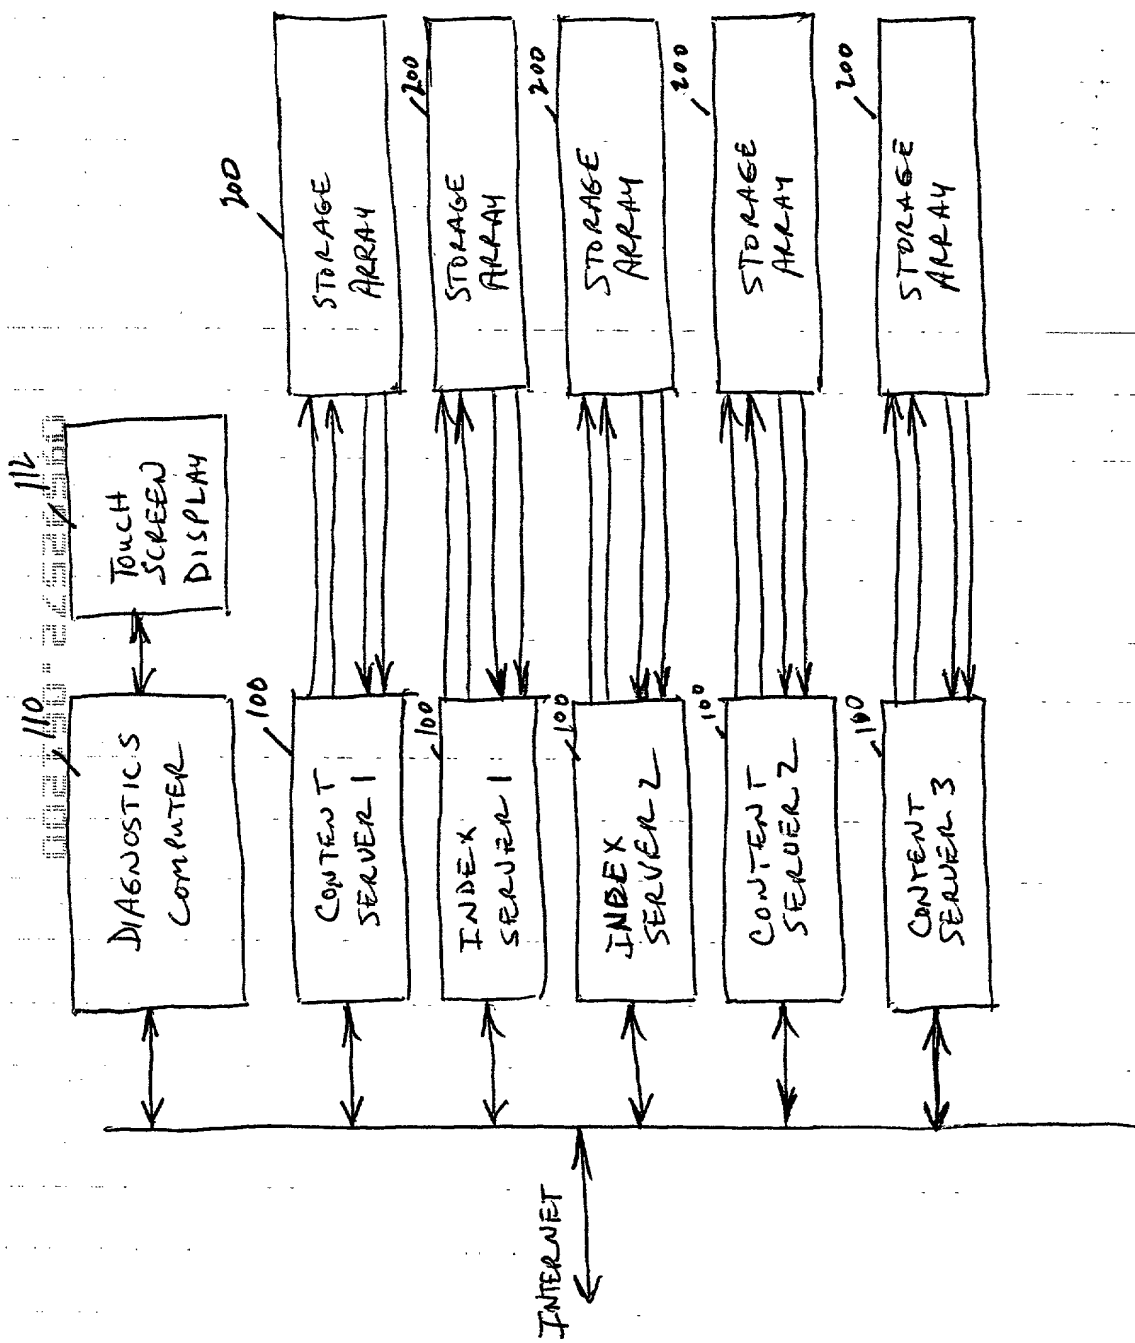 110
DIAGNOSTICS
COMPUTER
112
TOUCH
SCREEN
DISPLAY
100
CONTENT
SERVER 1
200
STORAGE
ARRAY
100
INDEX
SERVER 1
200
STORAGE
ARRAY
100
INDEX
SERVER 2
200
STORAGE
ARRAY
100
CONTENT
SERVER 2
200
STORAGE
ARRAY
100
CONTENT
SERVER 3
200
STORAGE
ARRAY
INTERNET